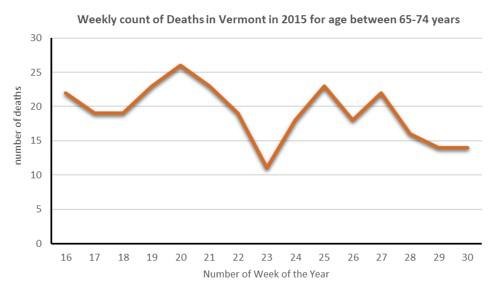 Weekly count of Deaths in Vermont in 2015 for age between 65-74 years
30
25
20
15
10
5
0
number of deaths
16 17 18 19 20 21 22 23 24 25 26 27 28 29 30
Number of Week of the Year